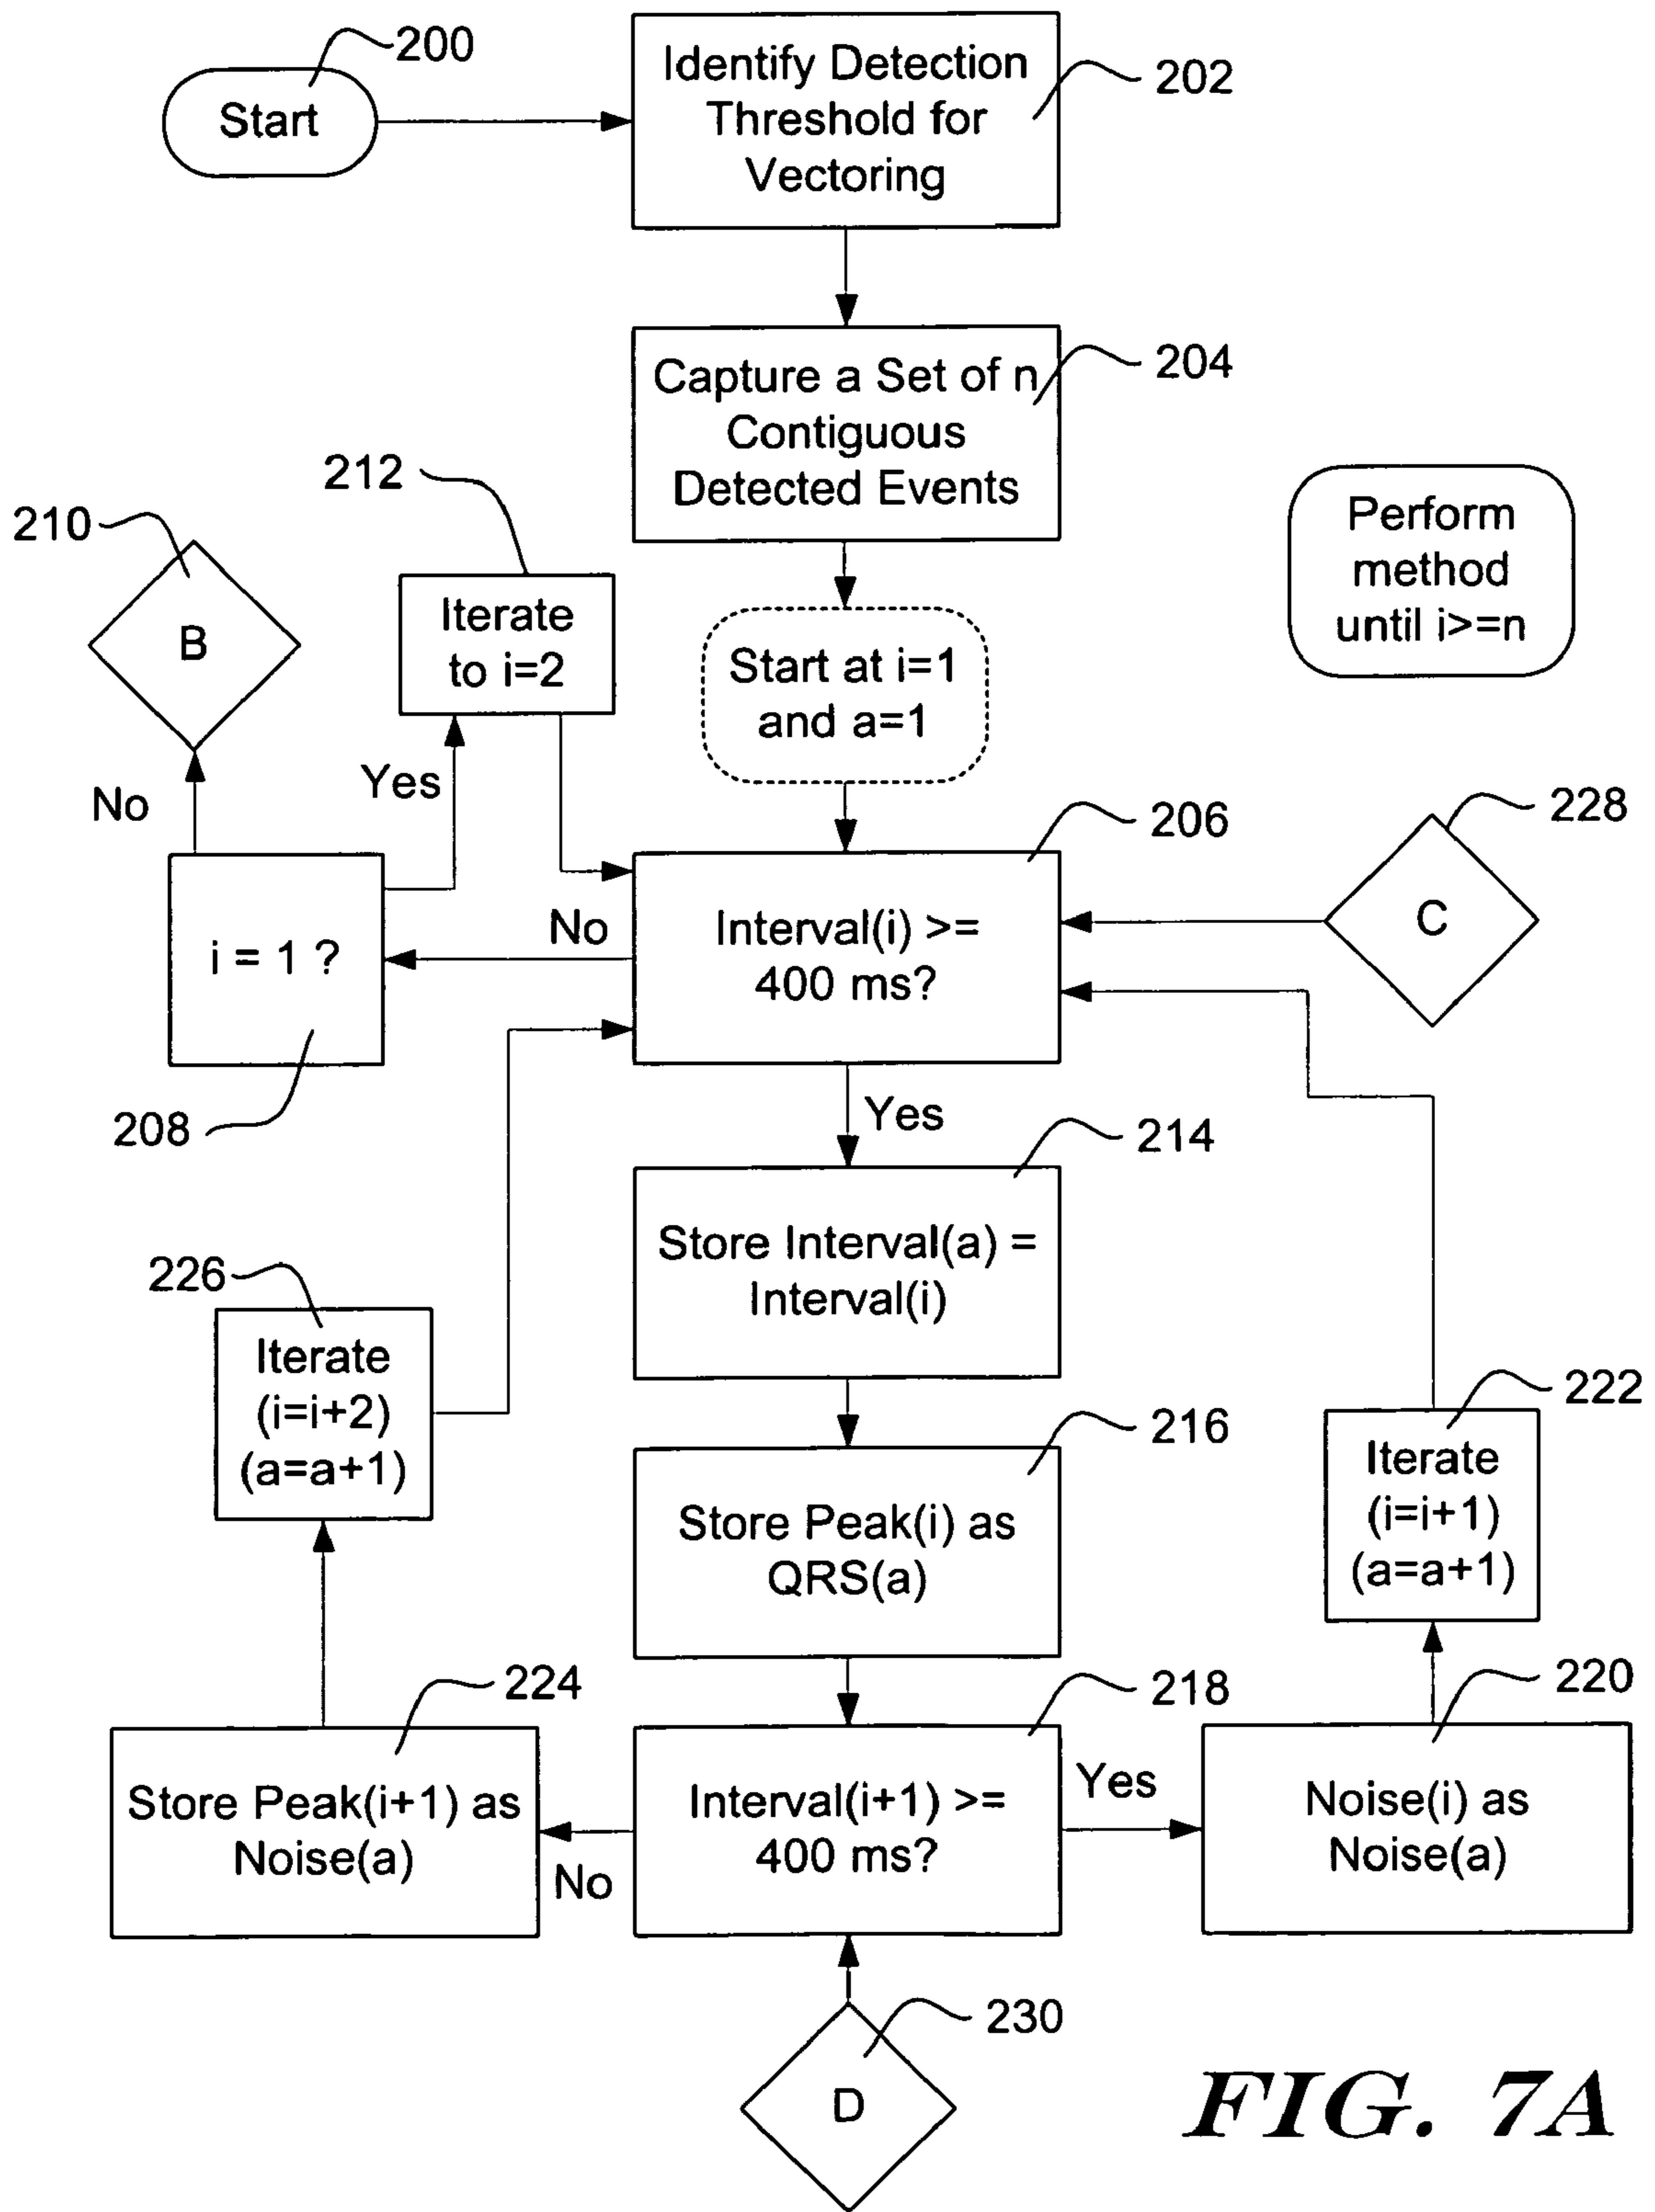 200
Start
Identify Detection
Threshold for
Vectoring
202
Capture a Set of n
Contiguous
Detected Events
204
212
210
B
Iterate
to i=2
Start at i=1
and a=1
Perform
method
until i>=n
No
Yes
206
228
i = 1 ?
208
No
Interval(i) >=
400 ms?
C
Yes
214
Store Interval(a) =
Interval(i)
226
Iterate
(i=i+2)
(a=a+1)
216
Store Peak(i) as
QRS(a)
222
Iterate
(i=i+1)
(a=a+1)
224
Store Peak(i+1) as
Noise(a)
No
218
Interval(i+1) >=
400 ms?
Yes
220
Noise(i) as
Noise(a)
230
D
FIG. 7A